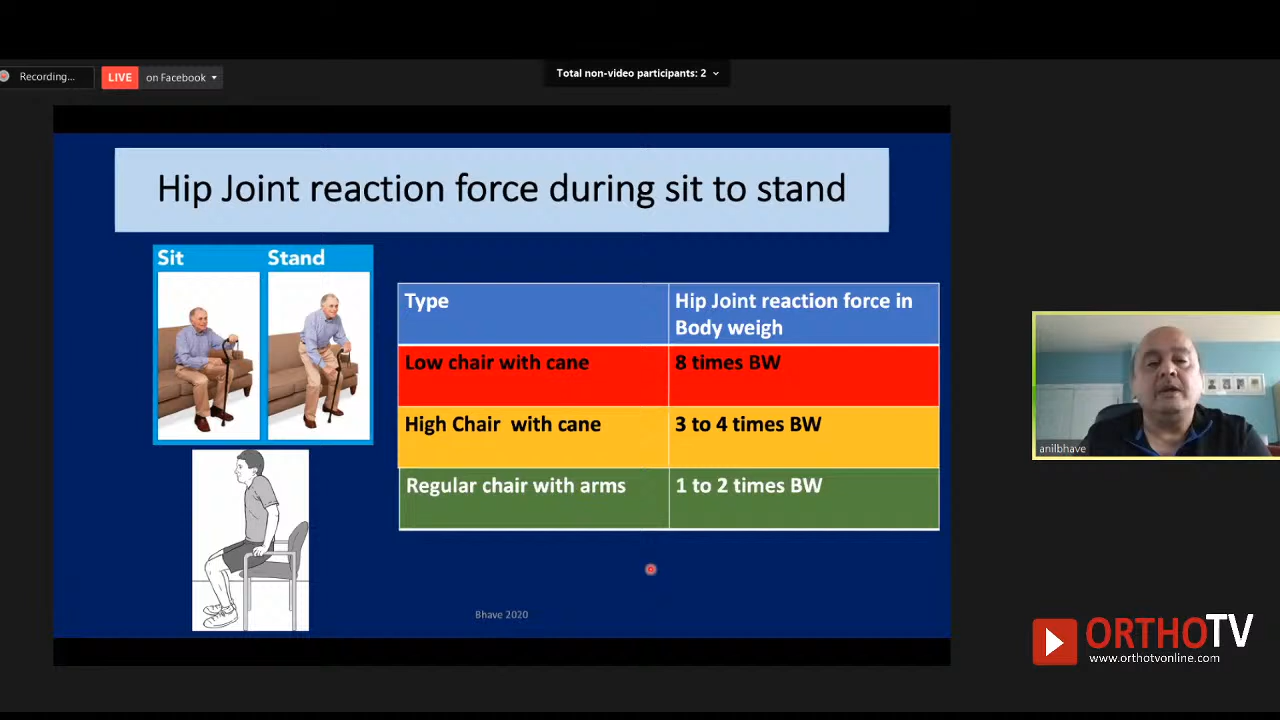 Recording...
LIVE on Facebook
Total non-video participants: 2
Hip Joint reaction force during sit to stand
Sit Stand
Type
Hip Joint reaction force in
Body weigh
Low chair with cane 8 times BW
High Chair with cane 3 to 4 times BW
Regular chair with arms 1 to 2 times BW
Bhave 2020
anilbhave
ORTHOTV
www.orthotvonline.com